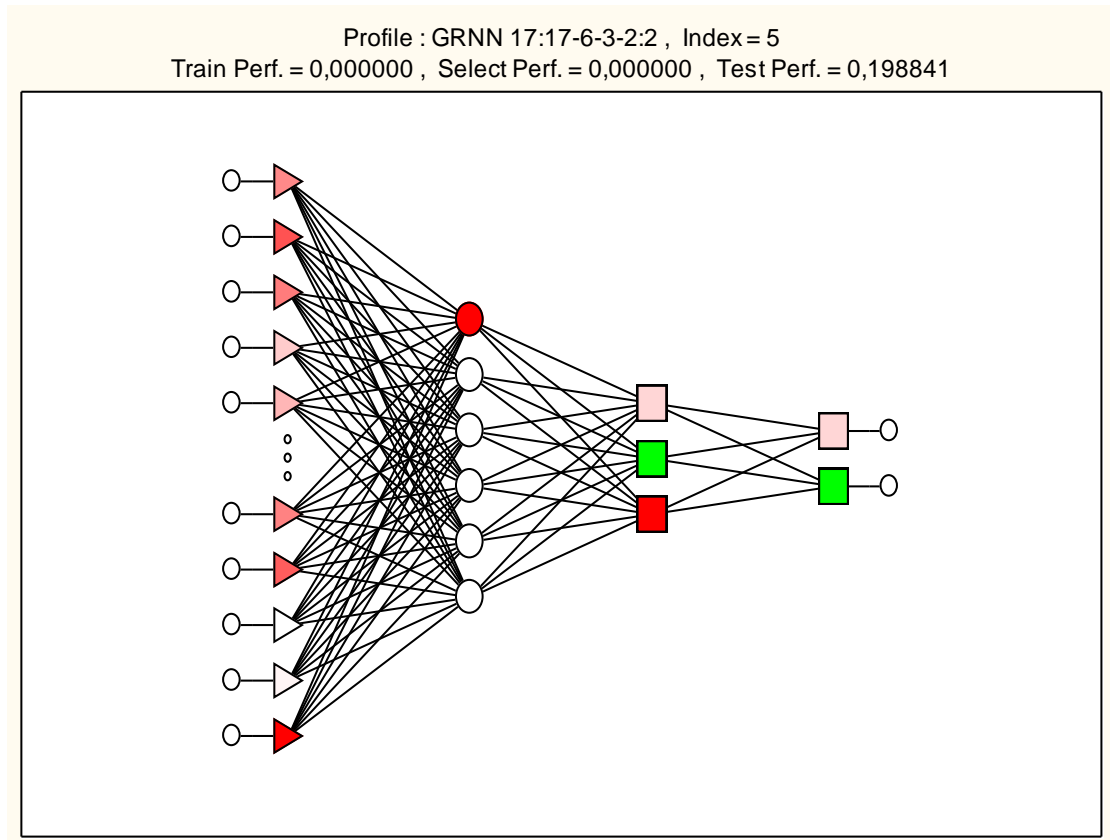 Profile : GRNN 17:17-6-3-2:2 , Index = 5
Train Perf. = 0,000000 , Select Perf. = 0,000000 , Test Perf. = 0,198841